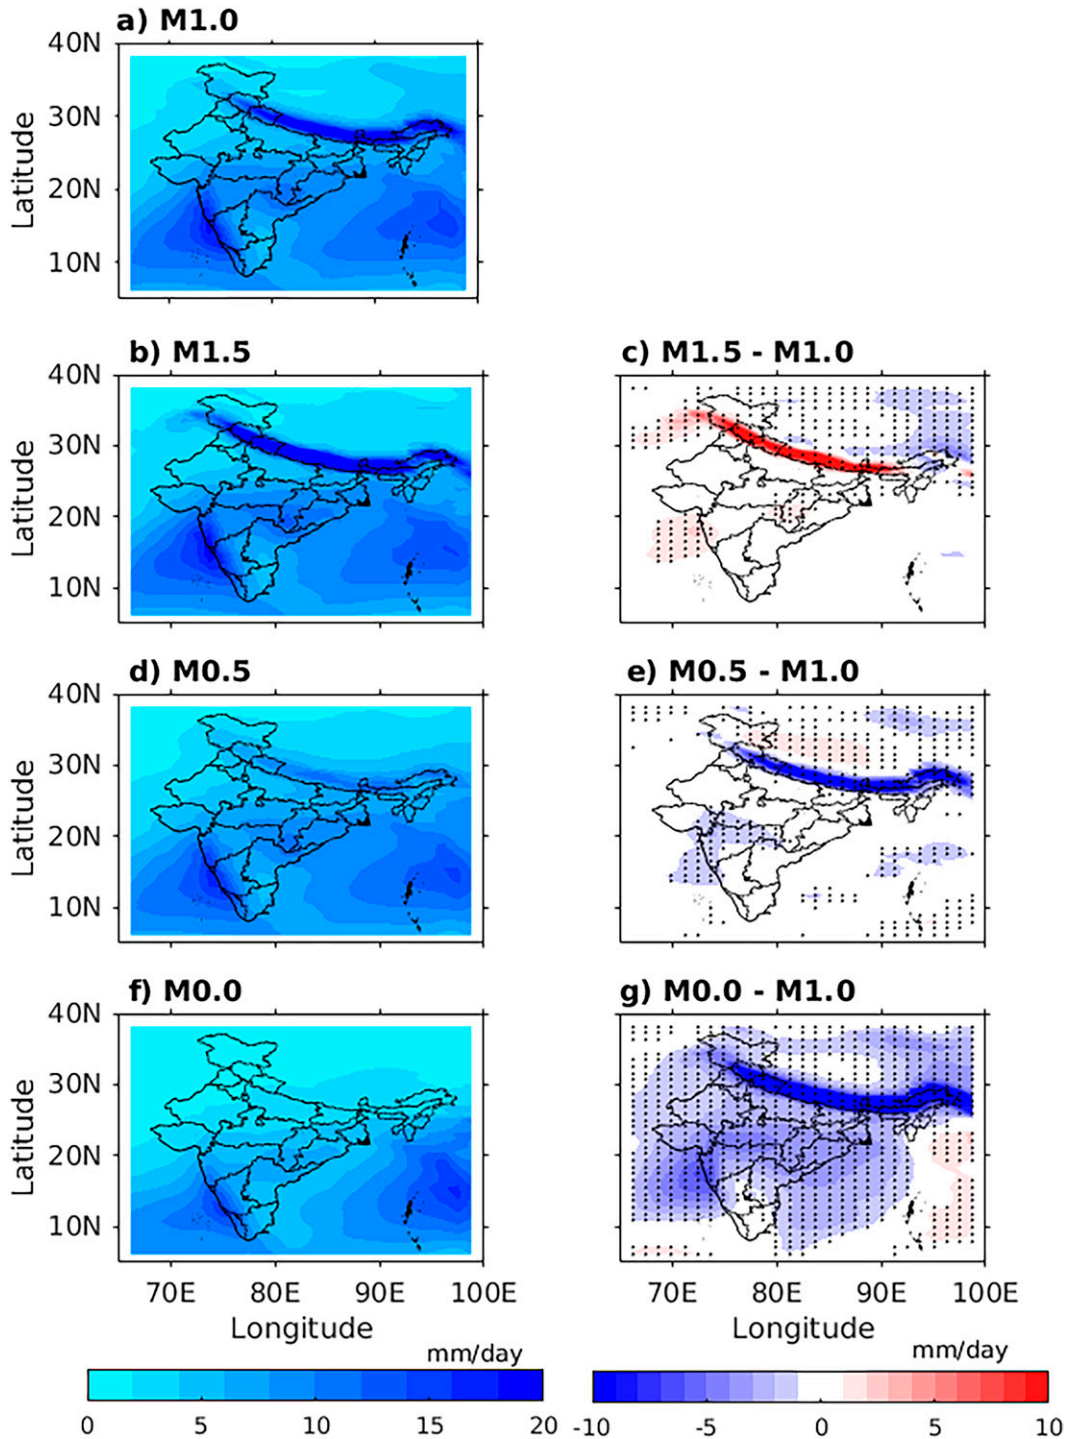 a) M1.0
40N
30N
20N
10N
Latitude
b) M1.5
c) M1.5 - M1.0
40N
30N
20N
10N
Latitude
d) M0.5
e) M0.5 - M1.0
40N
30N
20N
10N
Latitude
f) M0.0
g) M0.0 - M1.0
40N
30N
20N
10N
Latitude
70E 80E 90E 100E 70E 80E 90E 100E
Longitude Longitude
mm/day mm/day
0 5 10 15 20 -10 -5 0 5 10